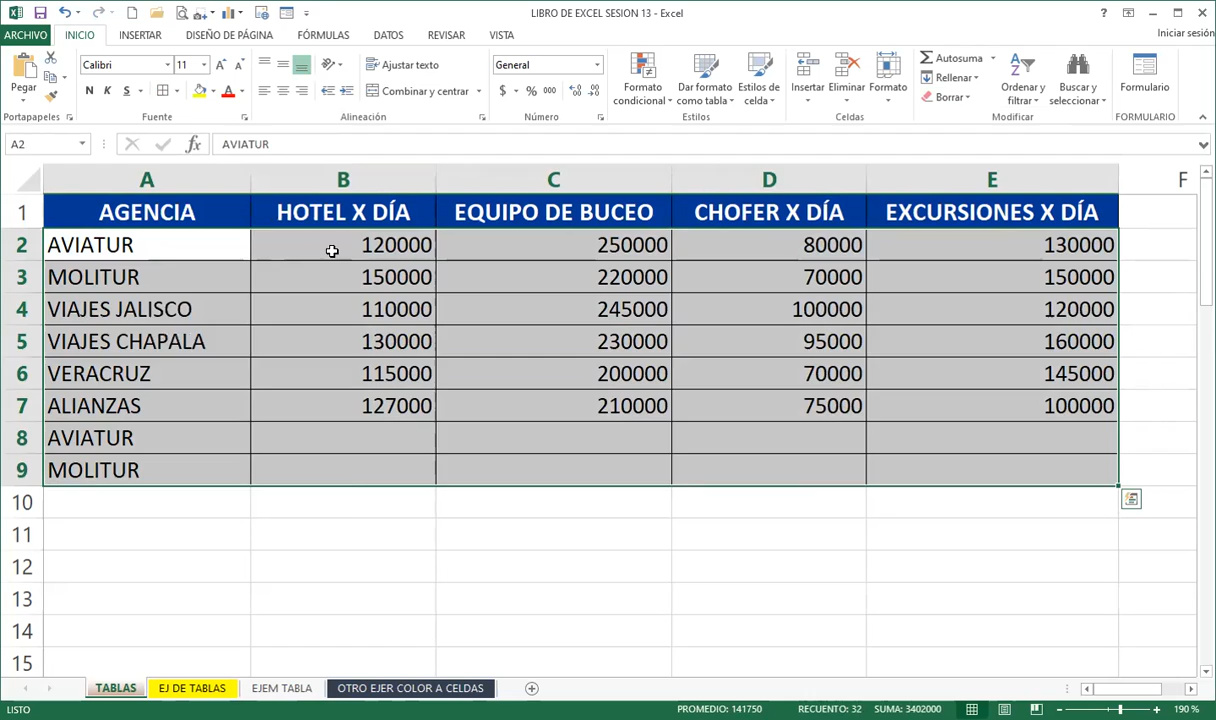 LIBRO DE EXCEL SESION 13 - Excel
ARCHIVO INICIO INSERTAR DISEÑO DE PÁGINA FÓRMULAS DATOS REVISAR VISTA Iniciar sesión
Pegar
Calibri 11
N K S
Ajustar texto
Combinar y centrar
General
$ % 000
Formato condicional
Dar formato como tabla
Estilos de celda
Insertar
Eliminar
Formato
Autosuma
Rellenar
Borrar
Ordenar y filtrar
Buscar y seleccionar
Formulario
Portapapeles Fuente Alineación Número Estilos Celdas Modificar FORMULARIO
A2 fx AVIATUR
A B C D E F
1 AGENCIA HOTEL X DÍA EQUIPO DE BUCEO CHOFER X DÍA EXCURSIONES X DÍA
2 AVIATUR 120000 250000 80000 130000
3 MOLITUR 150000 220000 70000 150000
4 VIAJES JALISCO 110000 245000 100000 120000
5 VIAJES CHAPALA 130000 230000 95000 160000
6 VERACRUZ 115000 200000 70000 145000
7 ALIANZAS 127000 210000 75000 100000
8 AVIATUR
9 MOLITUR
10
11
12
13
14
15
TABLAS EJ DE TABLAS EJEM TABLA OTRO EJER COLOR A CELDAS
LISTO PROMEDIO: 141750 RECUENTO: 32 SUMA: 3402000 190 %